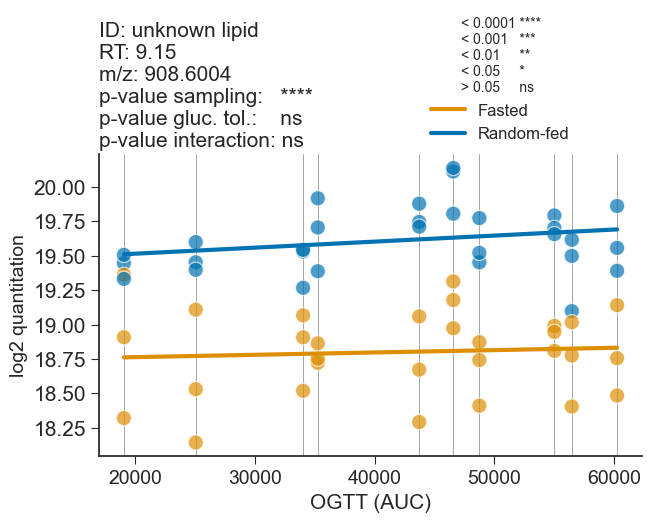 ID: unknown lipid
RT: 9.15
m/z: 908.6004
p-value sampling: ****
p-value gluc. tol.: ns
p-value interaction: ns
< 0.0001 ****
< 0.001 ***
< 0.01 **
< 0.05 *
> 0.05 ns
Fasted
Random-fed
log2 quantitation
20.00
19.75
19.50
19.25
19.00
18.75
18.50
18.25
20000 30000 40000 50000 60000
OGTT (AUC)